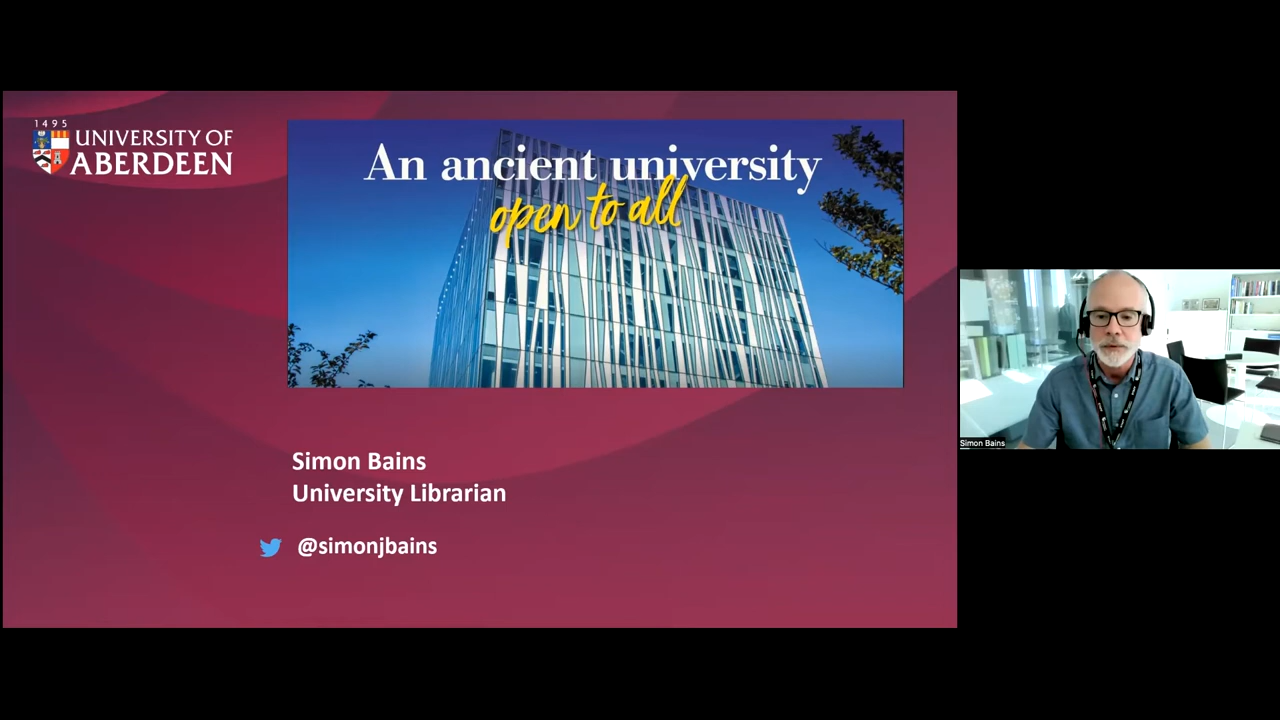 1495
UNIVERSITY OF
ABERDEEN
An ancient university
open to all
Simon Bains
University Librarian
@simonjbains
Simon Bains